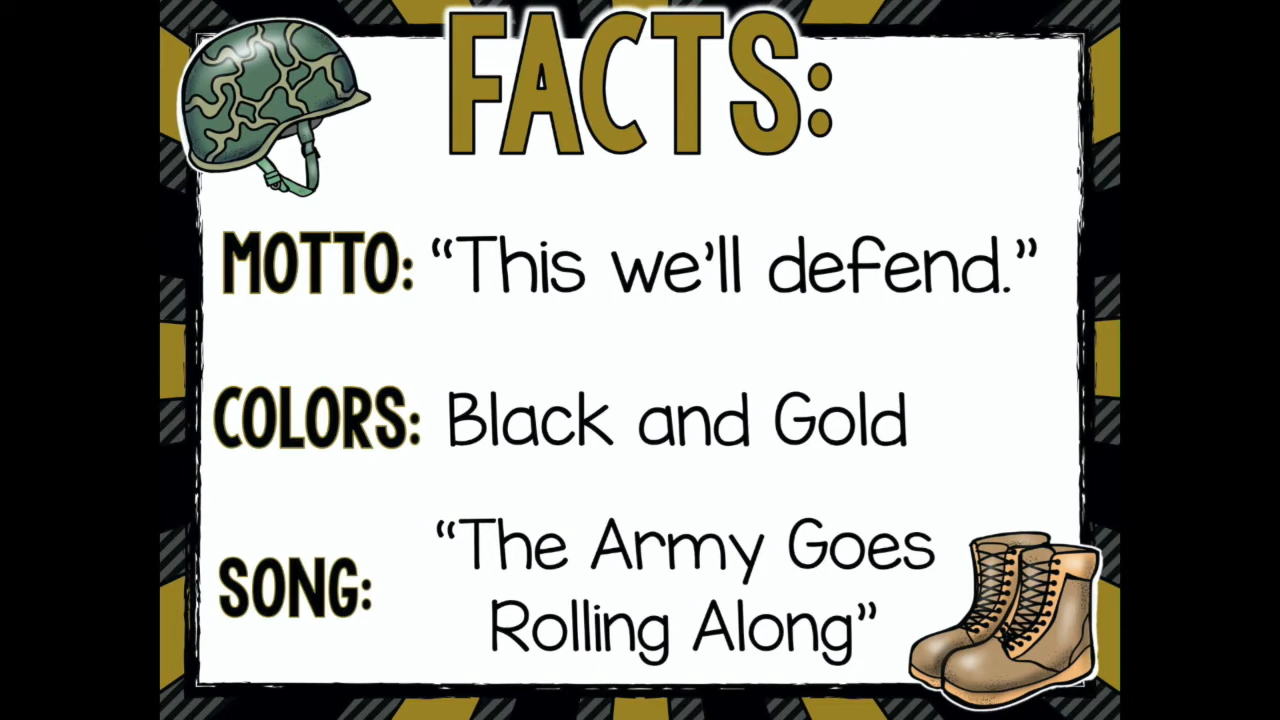 FACTS:
MOTTO: “This we’ll defend.”
COLORS: Black and Gold
SONG: “The Army Goes
Rolling Along”